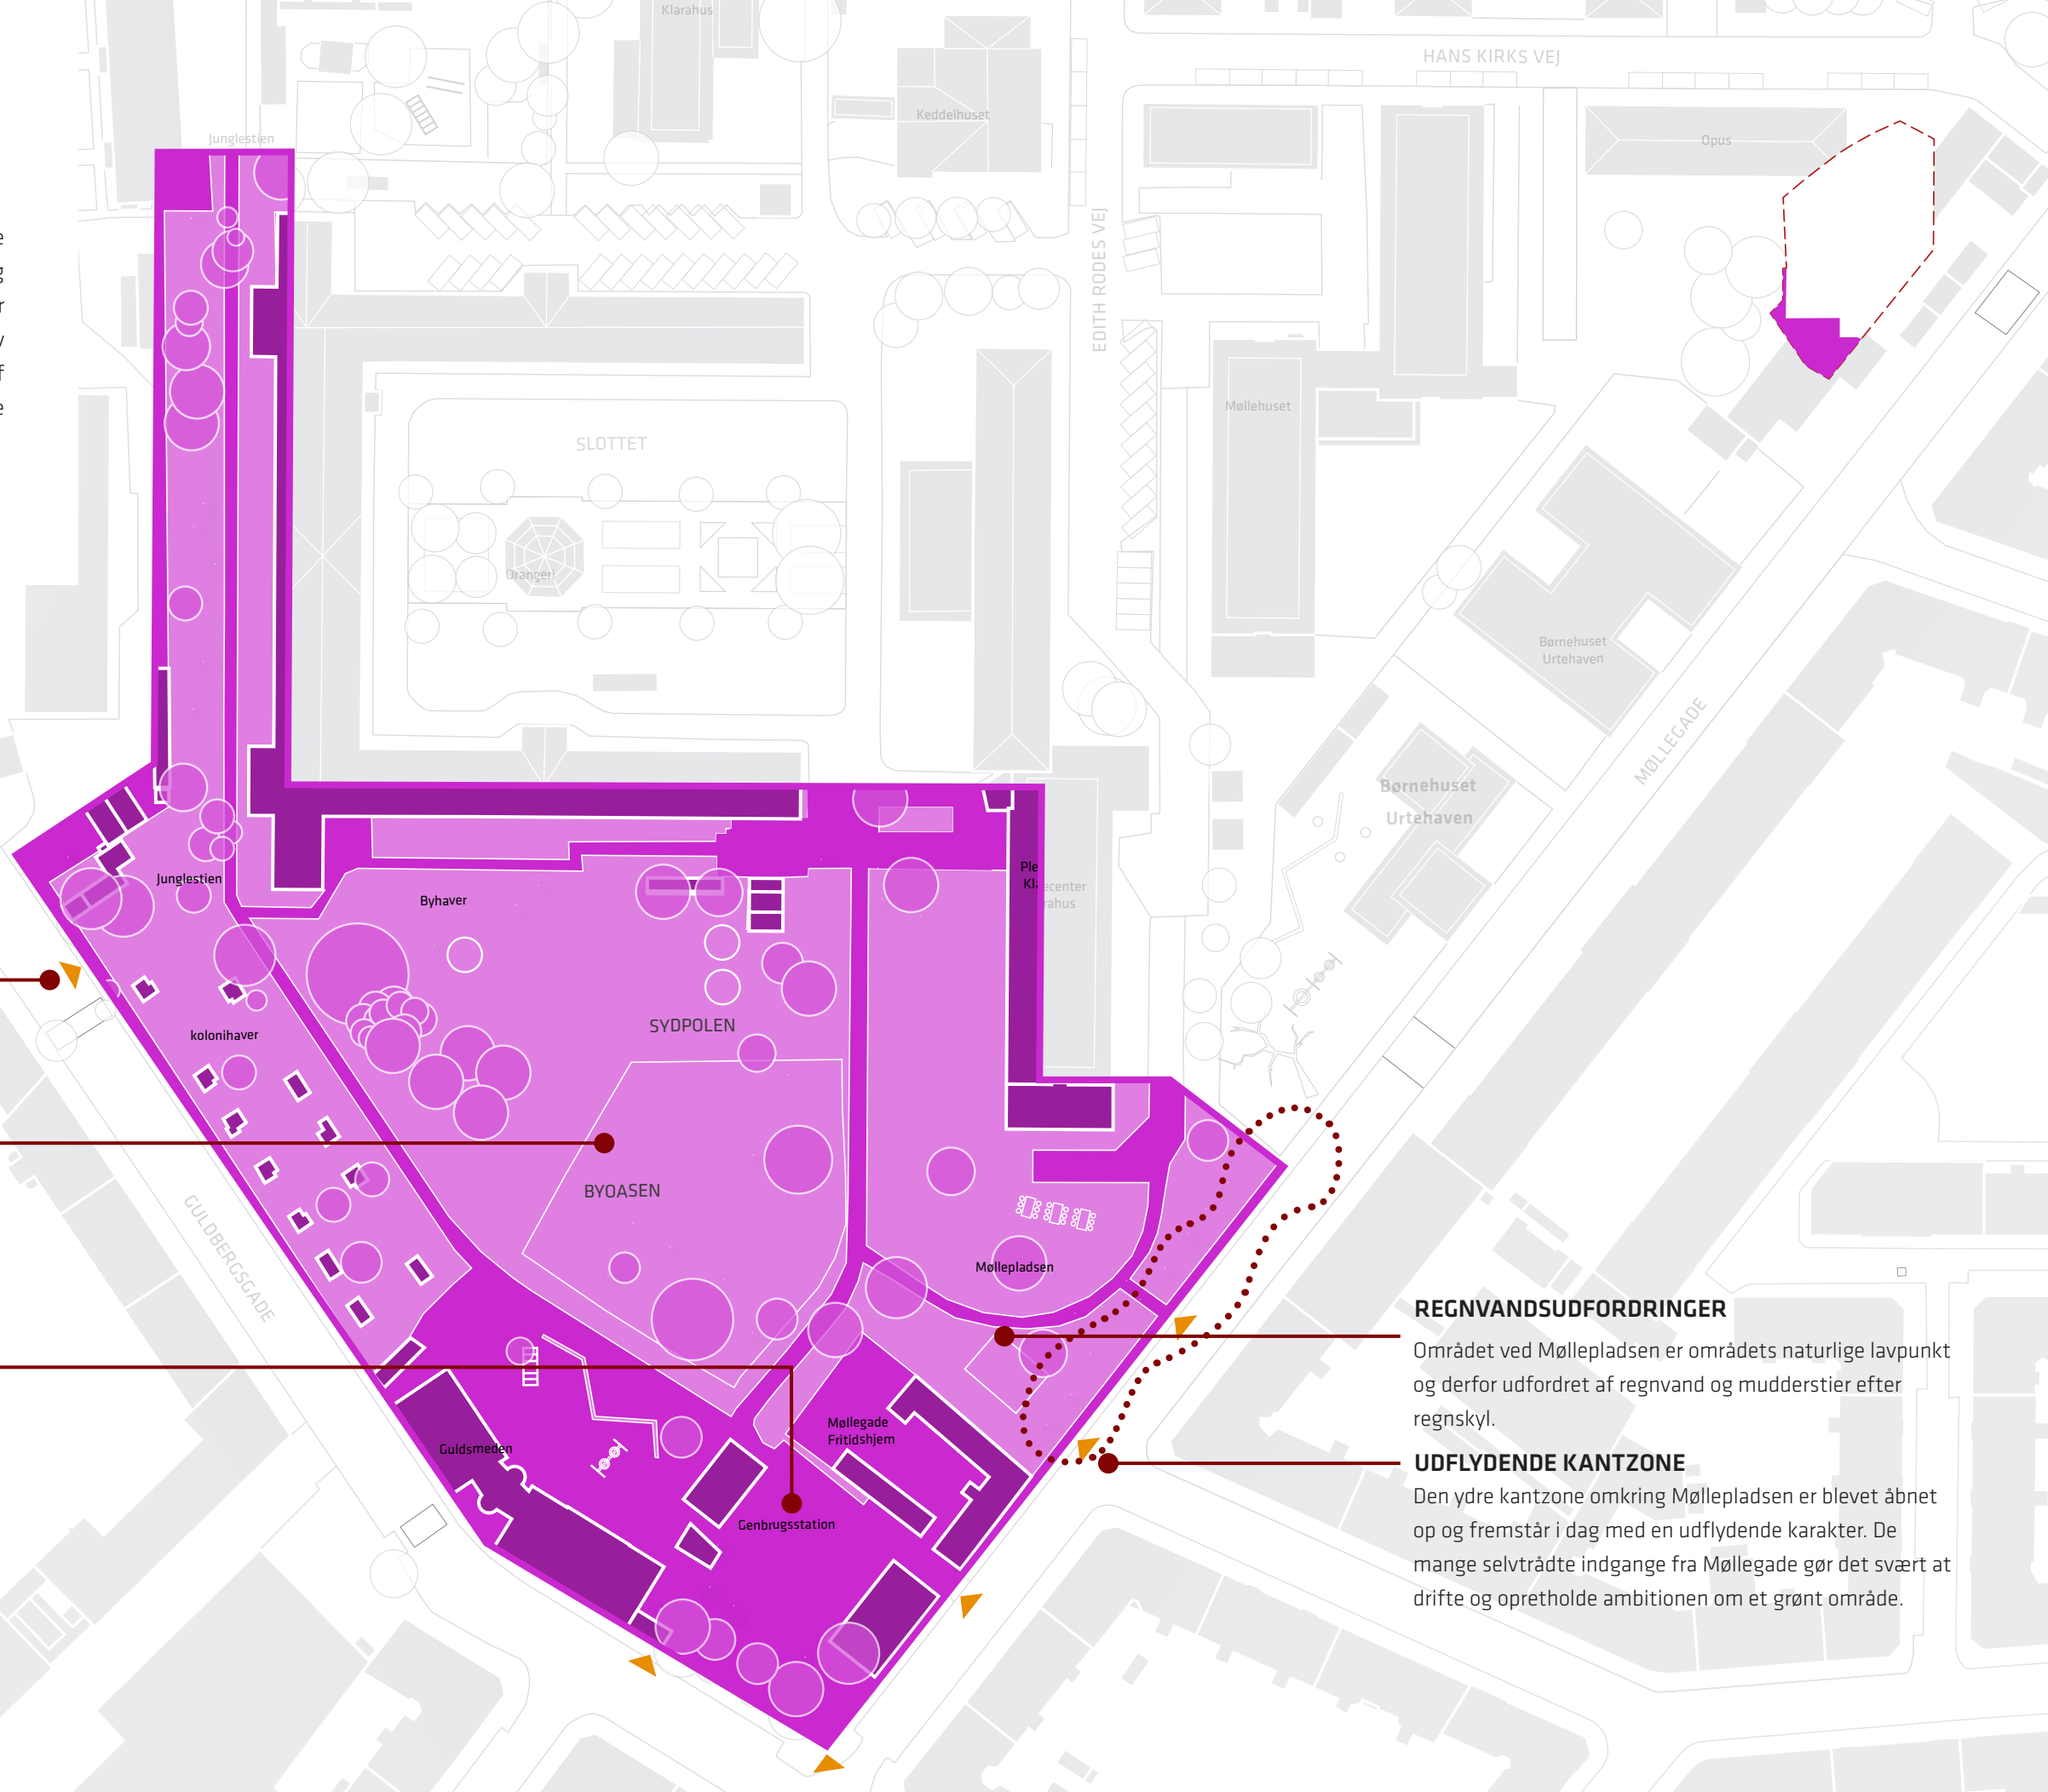 Klarahus
HANS KIRKS VEJ
Keddelhuset
Junglestien
Opus
EDITH RODES VEJ
Møllehuset
SLOTTET
Orangeri
Børnehuset
Urtehaven
MØLLEGADE
Børnehuset
Urtehaven
Junglestien
Byhaver
kolonihaver
SYDPOLEN
BYOASEN
GULDBERGSGADE
Møllepladsen
Guldsmeden
Møllegade
Fritidshjem
Genbrugsstation
REGNVANDSUDFORDRINGER
Området ved Møllepladsen er områdets naturlige lavpunkt
og derfor udfordret af regnvand og mudderstier efter
regnskyl.
UDFLYDENDE KANTZONE
Den ydre kantzone omkring Møllepladsen er blevet åbnet
op og fremstår i dag med en udflydende karakter. De
mange selvtrådte indgange fra Møllegade gør det svært at
drifte og opretholde ambitionen om et grønt område.